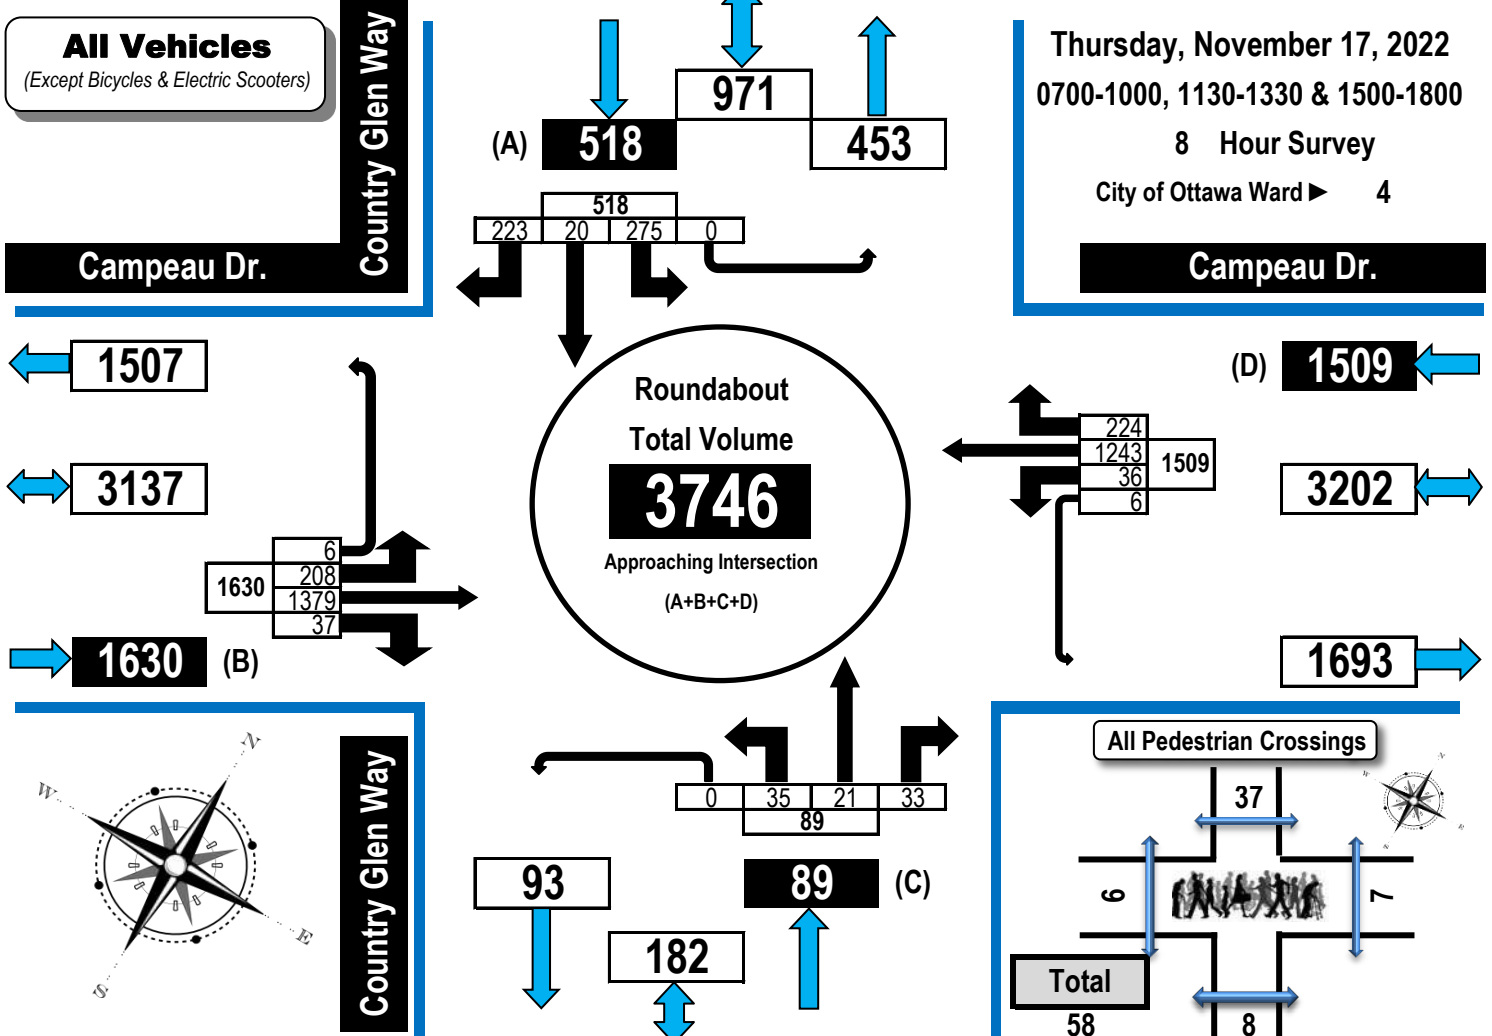 All Vehicles
(Except Bicycles & Electric Scooters)
Country Glen Way
Campeau Dr.
971
(A) 518
453
518
223 20 275 0
Thursday, November 17, 2022
0700-1000, 1130-1330 & 1500-1800
8 Hour Survey
City of Ottawa Ward ► 4
Campeau Dr.
1507
3137
6
208
1379
37
1630
1630 (B)
Roundabout
Total Volume
3746
Approaching Intersection
(A+B+C+D)
(D) 1509
224
1243
36
6
1509
3202
1693
0 35 21 33
89
93
89 (C)
182
N
W
E
S
Country Glen Way
All Pedestrian Crossings
N
W
E
S
37
6
7
Total
58
8